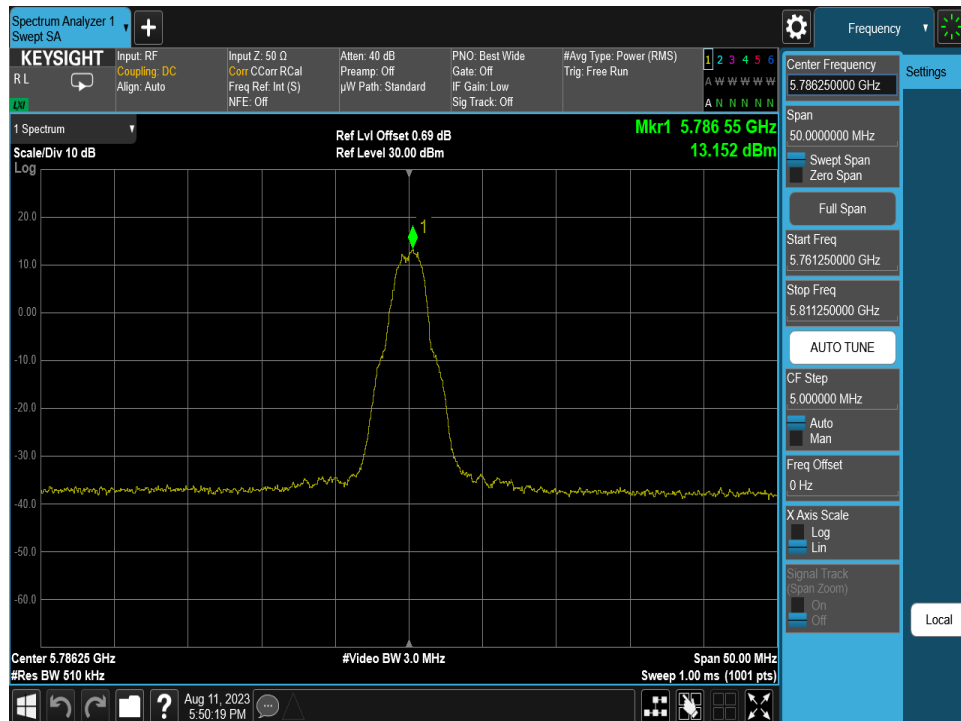 Spectrum Analyzer 1
Swept SA
+
Frequency
KEYSIGHT
R L
LXI
Input: RF
Coupling: DC
Align: Auto
Input Z: 50 Ω
Corr CCorr RCal
Freq Ref: Int (S)
NFE: Off
Atten: 40 dB
Preamp: Off
µW Path: Standard
PNO: Best Wide
Gate: Off
IF Gain: Low
Sig Track: Off
#Avg Type: Power (RMS)
Trig: Free Run
1 2 3 4 5 6
A W W W W W
A N N N N N
1 Spectrum
Scale/Div 10 dB
Log
Ref Lvl Offset 0.69 dB
Ref Level 30.00 dBm
Mkr1 5.786 55 GHz
13.152 dBm
1
20.0
10.0
0.00
-10.0
-20.0
-30.0
-40.0
-50.0
-60.0
Center 5.78625 GHz
#Res BW 510 kHz
#Video BW 3.0 MHz
Span 50.00 MHz
Sweep 1.00 ms (1001 pts)
Center Frequency
5.786250000 GHz
Settings
Span
50.0000000 MHz
Swept Span
Zero Span
Full Span
Start Freq
5.761250000 GHz
Stop Freq
5.811250000 GHz
AUTO TUNE
CF Step
5.000000 MHz
Auto
Man
Freq Offset
0 Hz
X Axis Scale
Log
Lin
Signal Track
(Span Zoom)
On
Off
Local
?
Aug 11, 2023
5:50:19 PM